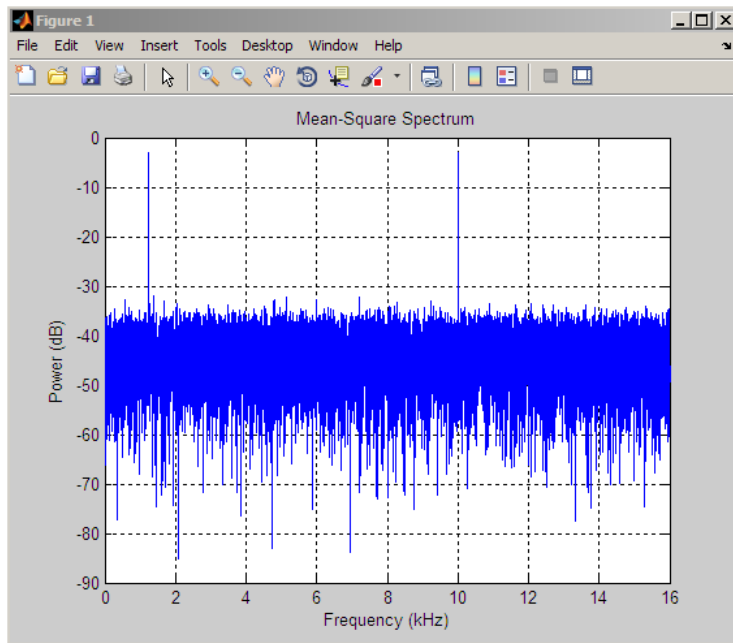 Figure 1
File Edit View Insert Tools Desktop Window Help
Mean-Square Spectrum
0
-10
-20
-30
-40
-50
-60
-70
-80
-90
Power (dB)
0 2 4 6 8 10 12 14 16
Frequency (kHz)